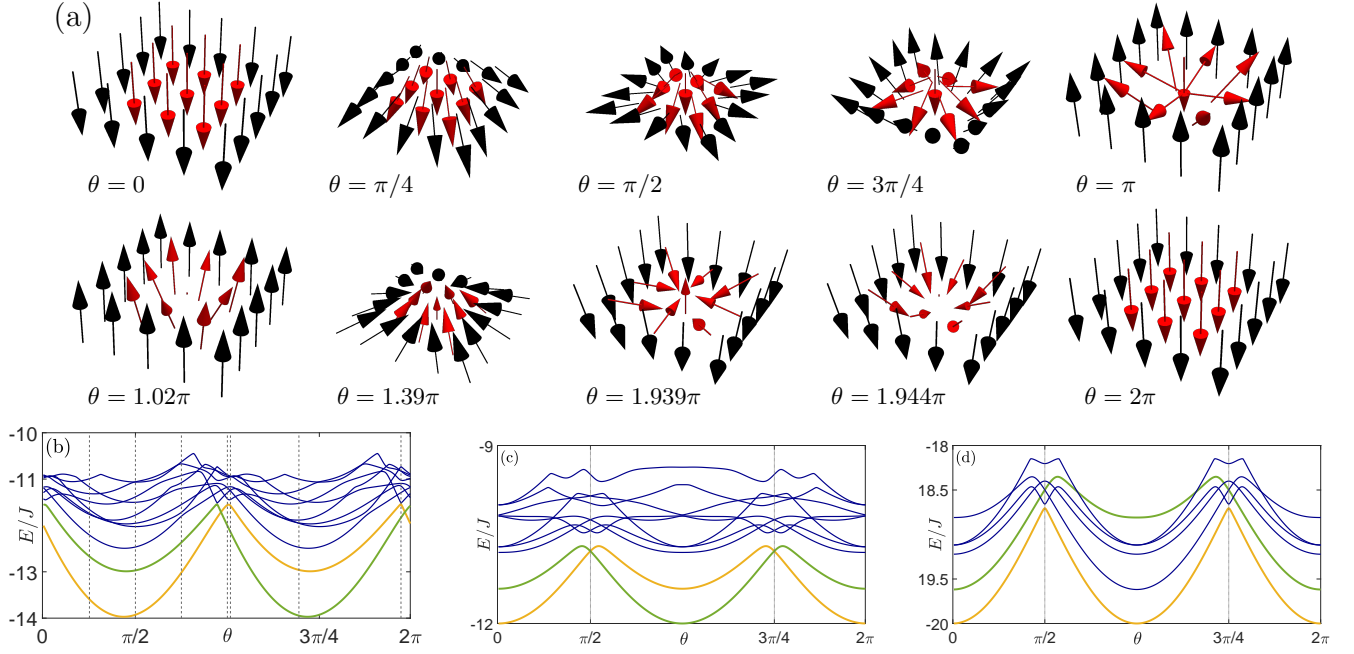 (a)
θ = 0
θ = π/4
θ = π/2
θ = 3π/4
θ = π
θ = 1.02π
θ = 1.39π
θ = 1.939π
θ = 1.944π
θ = 2π
(b)
-10
-11
-13
-14
E/J
0
π/2
θ
3π/4
2π
(c)
-9
-12
E/J
0
π/2
θ
3π/4
2π
(d)
-18
18.5
19.5
-20
E/J
0
π/2
θ
3π/4
2π